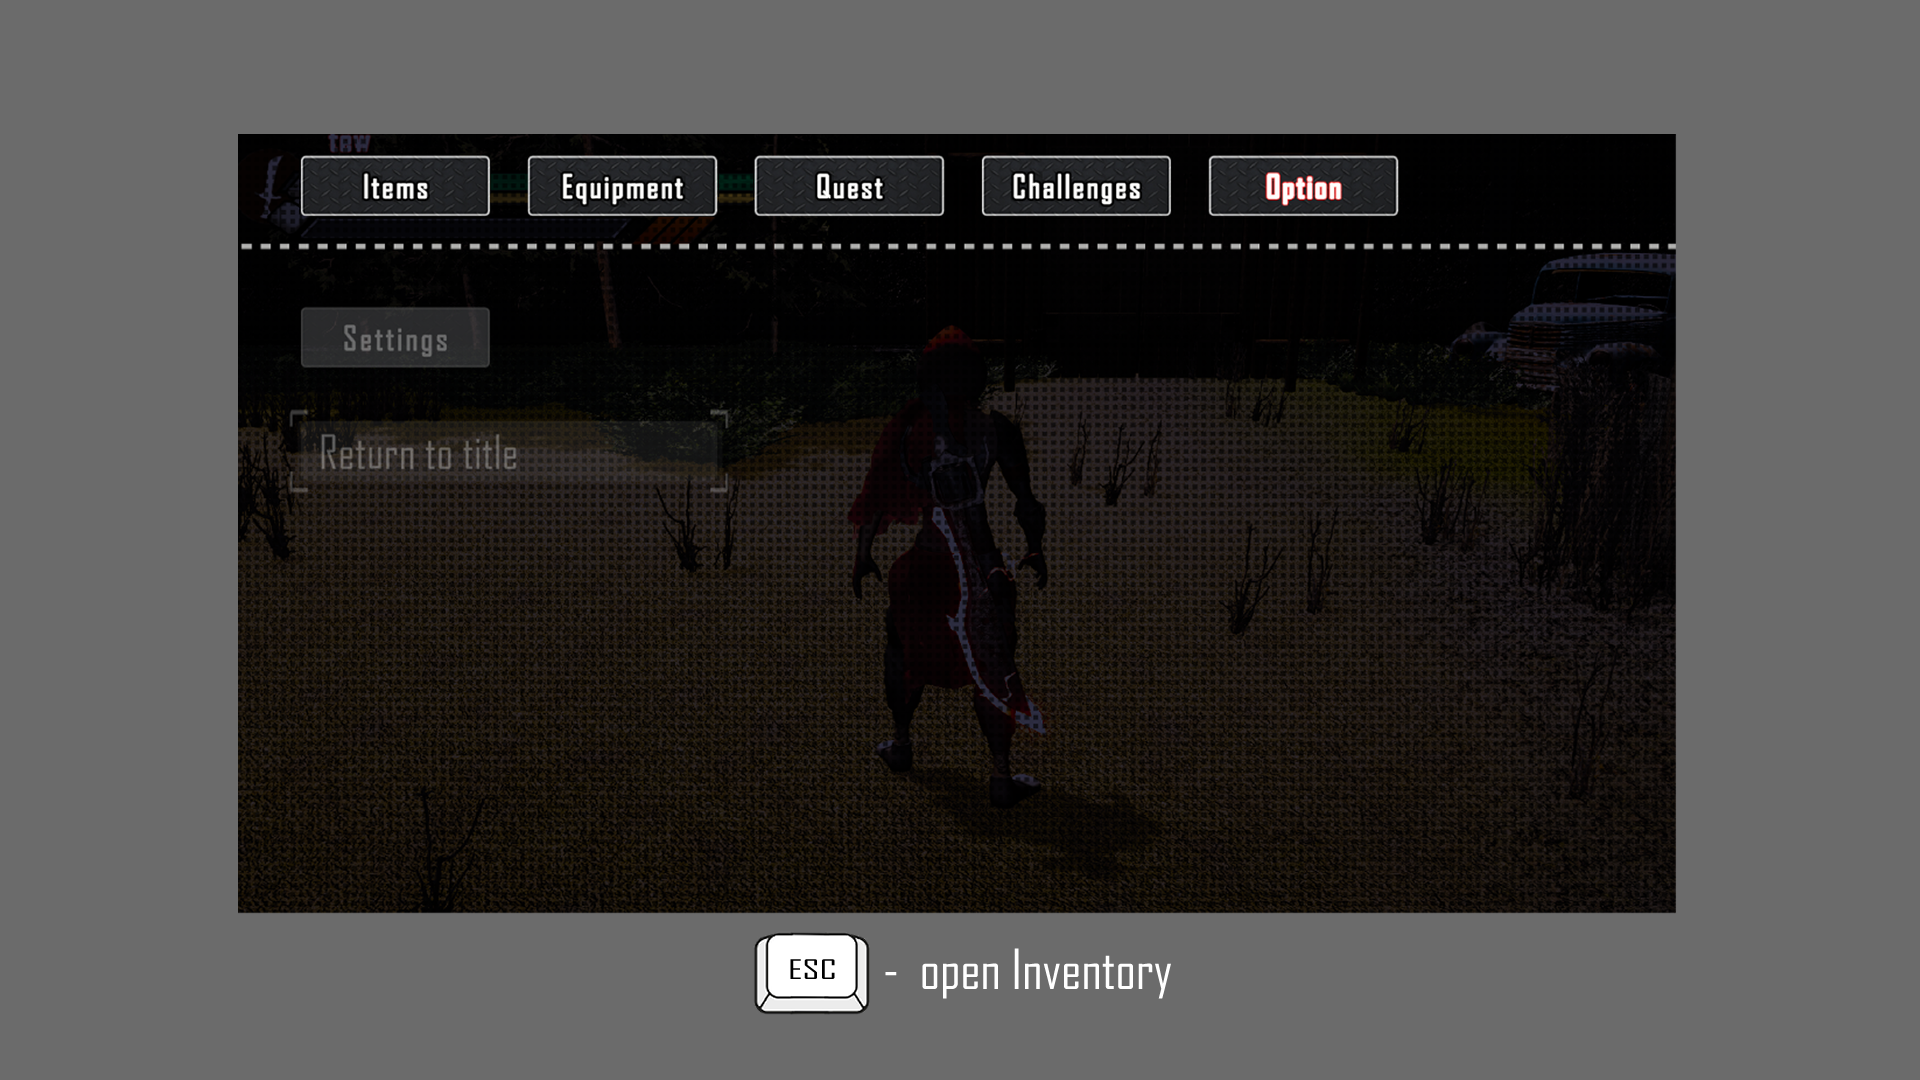 Items
Equipment
Quest
Challenges
Option
Settings
Return to title
ESC - open Inventory